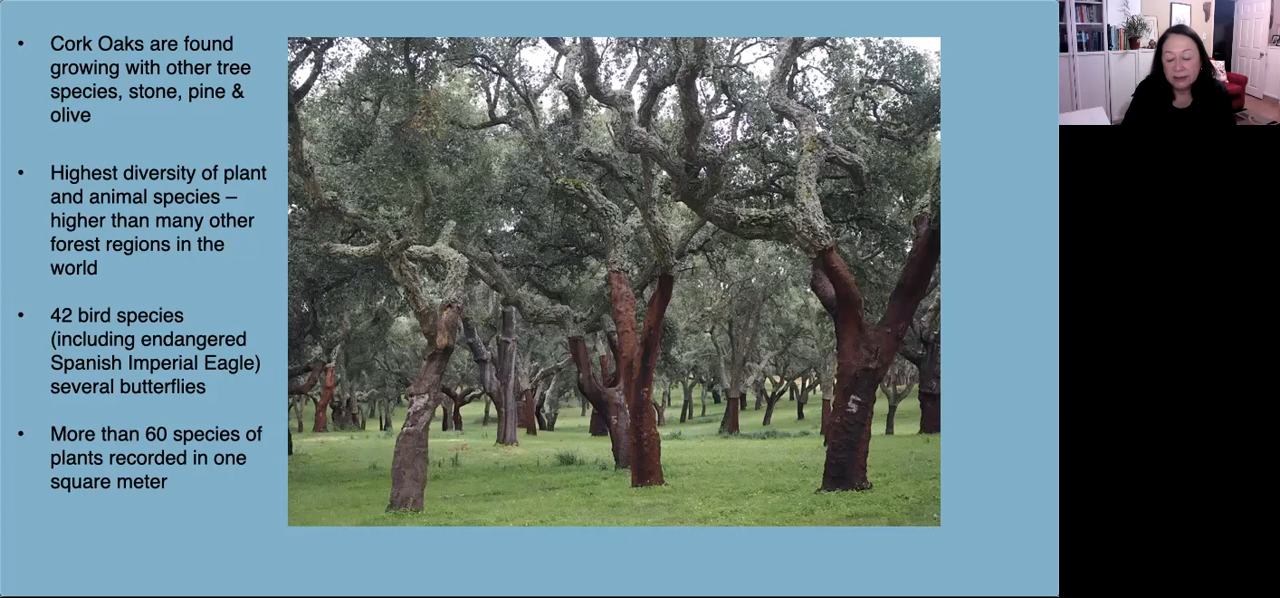 • Cork Oaks are found
growing with other tree
species, stone, pine &
olive
• Highest diversity of plant
and animal species –
higher than many other
forest regions in the
world
• 42 bird species
(including endangered
Spanish Imperial Eagle)
several butterflies
• More than 60 species of
plants recorded in one
square meter